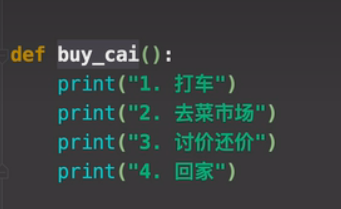 def buy_cai():
    print("1. 打车")
    print("2. 去菜市场")
    print("3. 讨价还价")
    print("4. 回家")